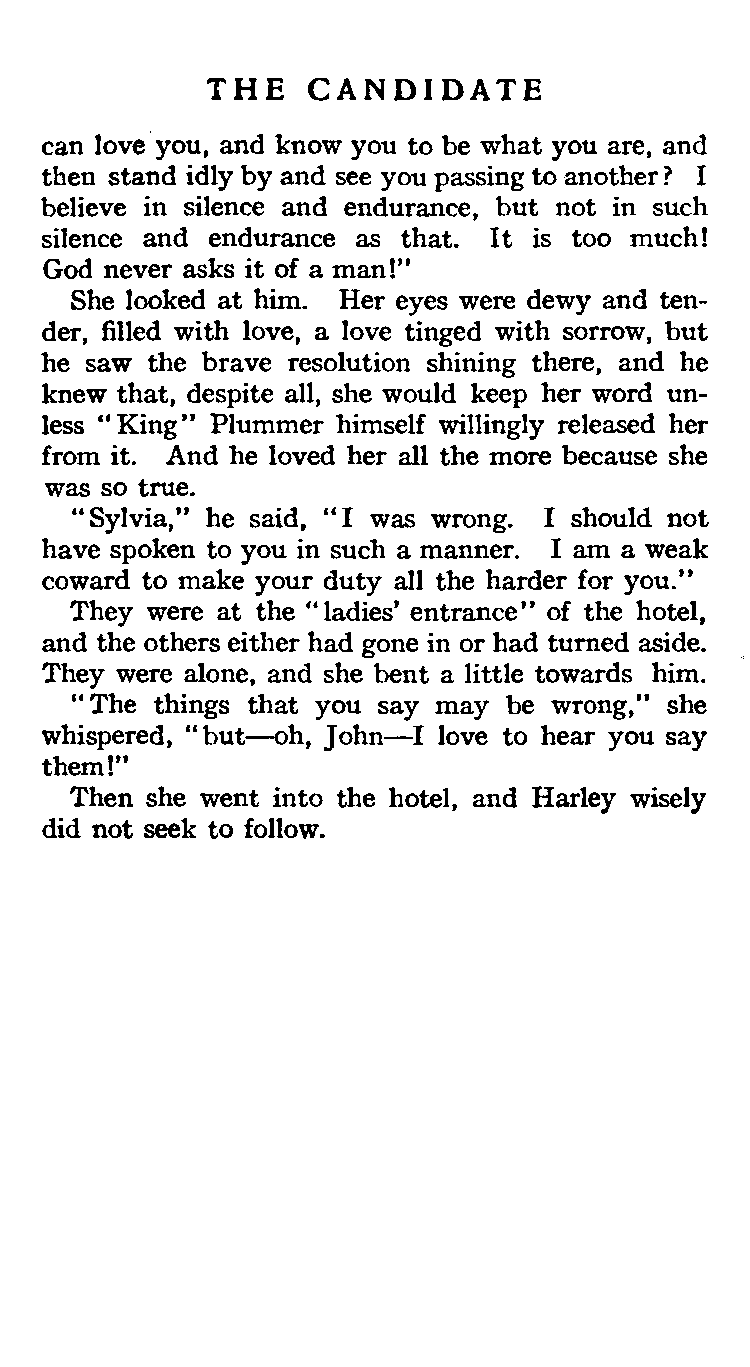 THE CANDIDATE
can love you, and know you to be what you are, and
then stand idly by and see you passing to another? I
believe in silence and endurance, but not in such
silence and endurance as that. It is too much!
God never asks it of a man!"
She looked at him. Her eyes were dewy and ten-
der, filled with love, a love tinged with sorrow, but
he saw the brave resolution shining there, and he
knew that, despite all, she would keep her word un-
less "King" Plummer himself willingly released her
from it. And he loved her all the more because she
was so true.
"Sylvia," he said, "I was wrong. I should not
have spoken to you in such a manner. I am a weak
coward to make your duty all the harder for you."
They were at the "ladies' entrance" of the hotel,
and the others either had gone in or had turned aside.
They were alone, and she bent a little towards him.
"The things that you say may be wrong," she
whispered, "but—oh, John—I love to hear you say
them!"
Then she went into the hotel, and Harley wisely
did not seek to follow.